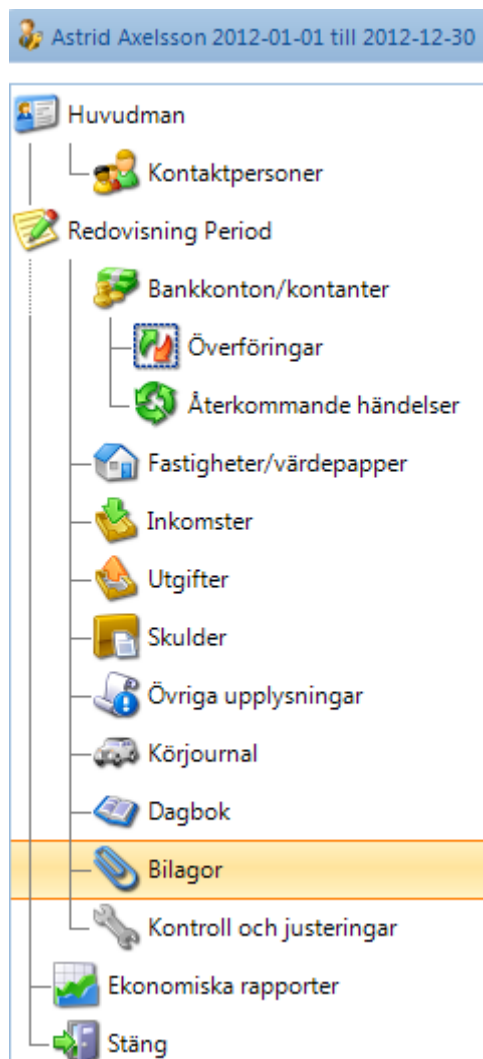 Astrid Axelsson 2012-01-01 till 2012-12-30
Huvudman
Kontaktpersoner
Redovisning Period
Bankkonton/kontanter
Överföringar
Återkommande händelser
Fastigheter/värdepapper
Inkomster
Utgifter
Skulder
Övriga upplysningar
Körjournal
Dagbok
Bilagor
Kontroll och justeringar
Ekonomiska rapporter
Stäng